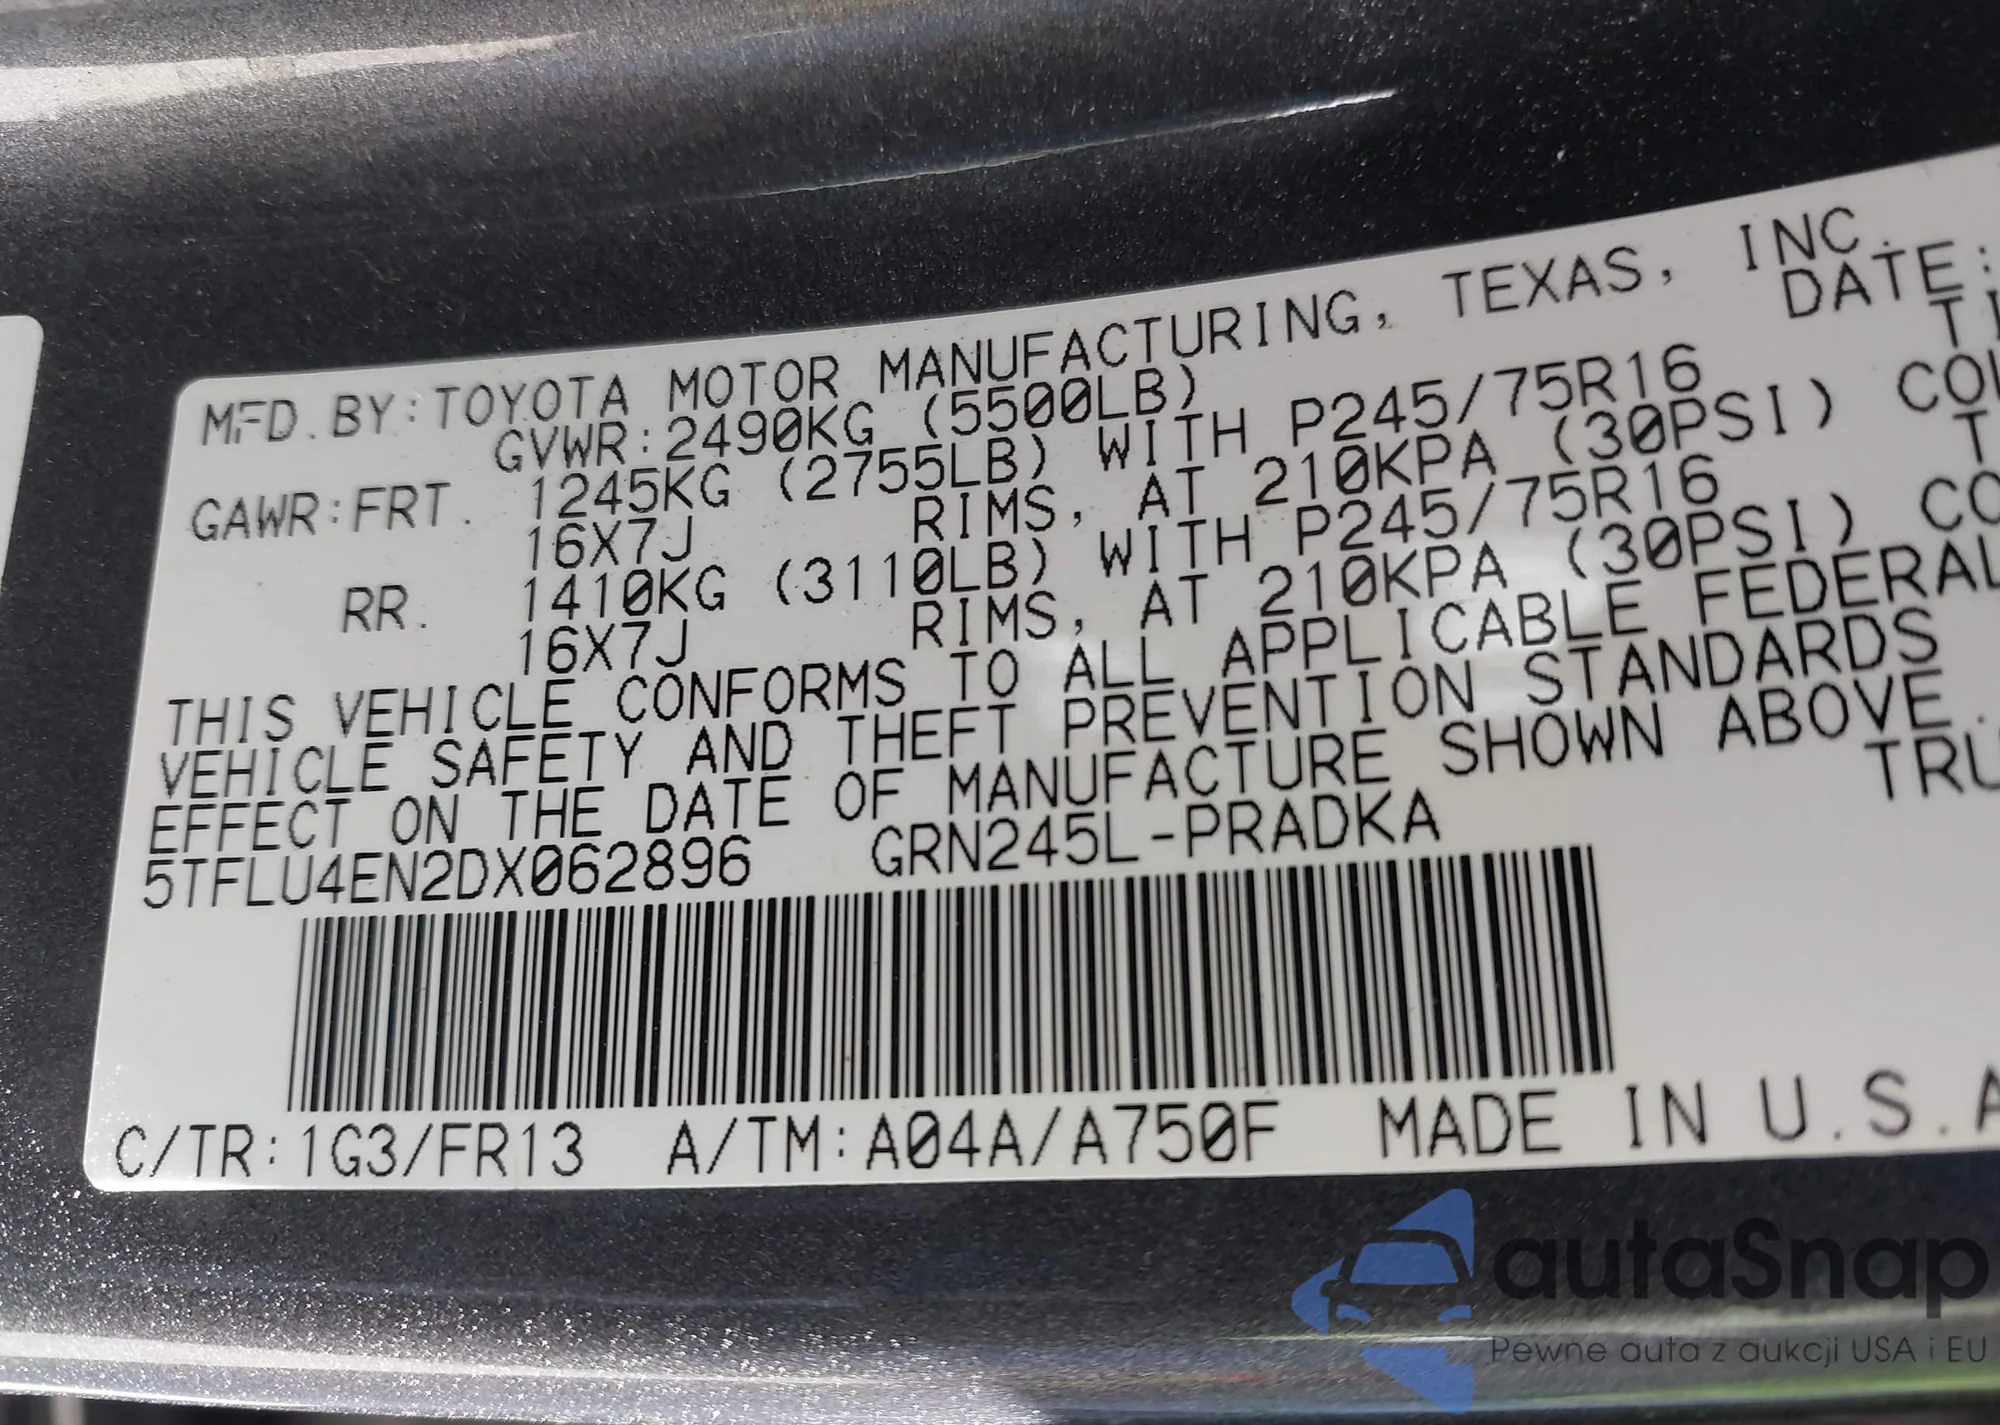 MFD. BY: TOYOTA MOTOR MANUFACTURING, TEXAS, INC.
GVWR: 2490KG (5500LB) DATE:
GAWR: FRT. 1245KG (2755LB) WITH P245/75R16
16X7J RIMS, AT 210KPA (30PSI)
RR. 1410KG (3110LB) WITH P245/75R16
16X7J RIMS, AT 210KPA (30PSI)
THIS VEHICLE CONFORMS TO ALL APPLICABLE FEDERAL
VEHICLE SAFETY AND THEFT PREVENTION STANDARDS
EFFECT ON THE DATE OF MANUFACTURE SHOWN ABOVE.
5TFLU4EN2DX062896 GRN245L-PRADKA
C/TR: 1G3/FR13 A/TM: A04A/A750F MADE IN U.S.A
autaSnap
Pewne auta z aukcji USA i EU